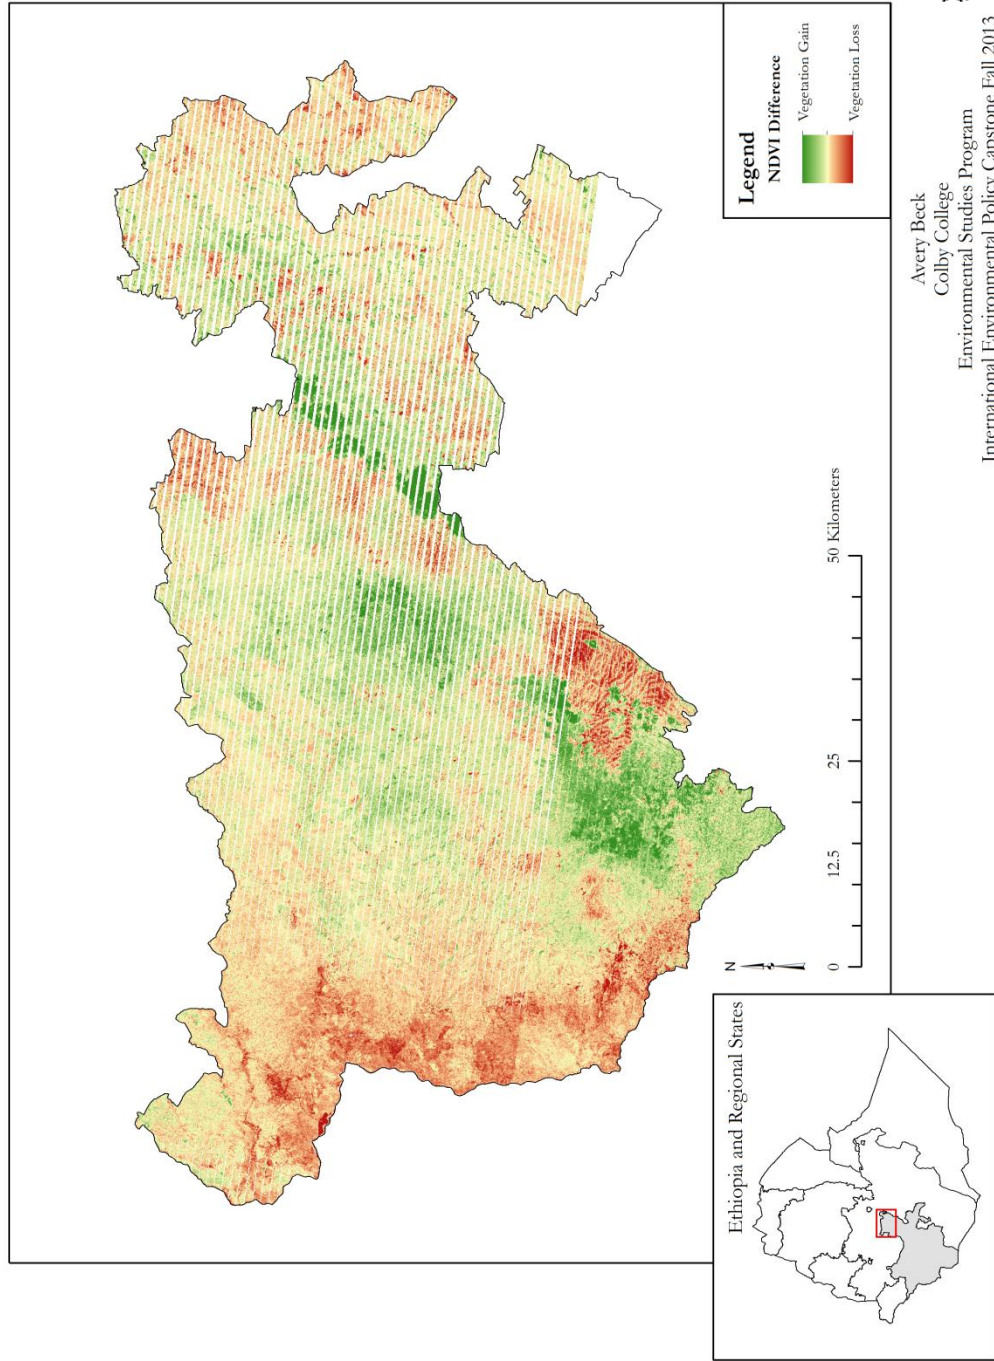 Legend
NDVI Difference
Vegetation Gain
Vegetation Loss
N
0
12.5
25
50 Kilometers
Ethiopia and Regional States
Avery Beck
Colby College
Environmental Studies Program
International Environmental Policy Capstone Fall 2013